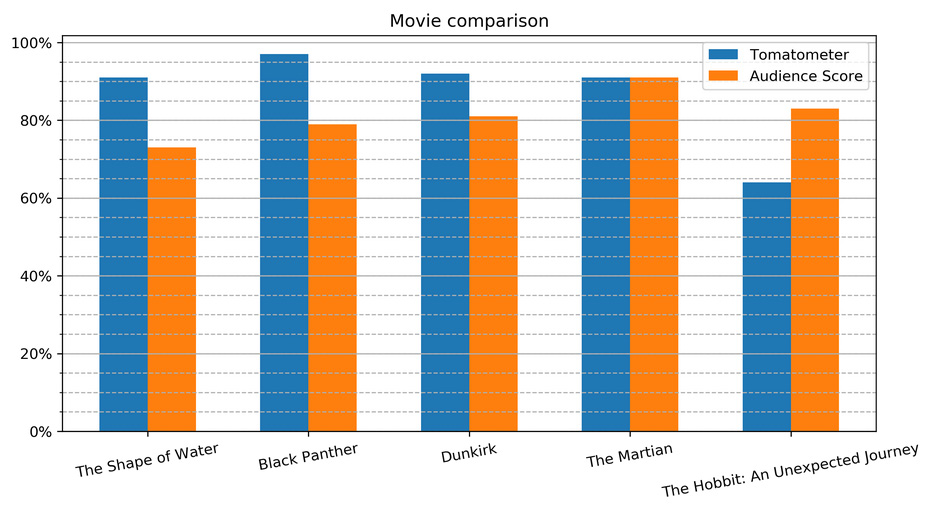 Movie comparison
100%
80%
60%
40%
20%
0%
Tomatometer
Audience Score
The Shape of Water
Black Panther
Dunkirk
The Martian
The Hobbit: An Unexpected Journey